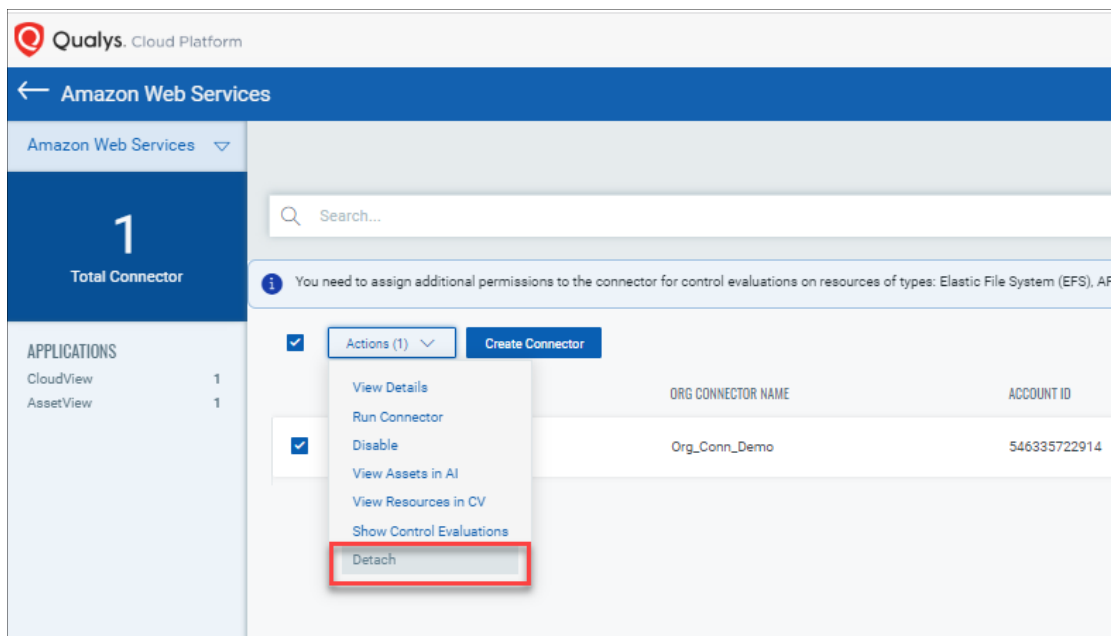 Qualys. Cloud Platform
Amazon Web Services
Amazon Web Services
1
Total Connector
Search...
You need to assign additional permissions to the connector for control evaluations on resources of types: Elastic File System (EFS), AF
APPLICATIONS
CloudView 1
AssetView 1
Actions (1) Create Connector
View Details
Run Connector
Disable
View Assets in AI
View Resources in CV
Show Control Evaluations
Detach
ORG CONNECTOR NAME ACCOUNT ID
Org_Conn_Demo 546335722914